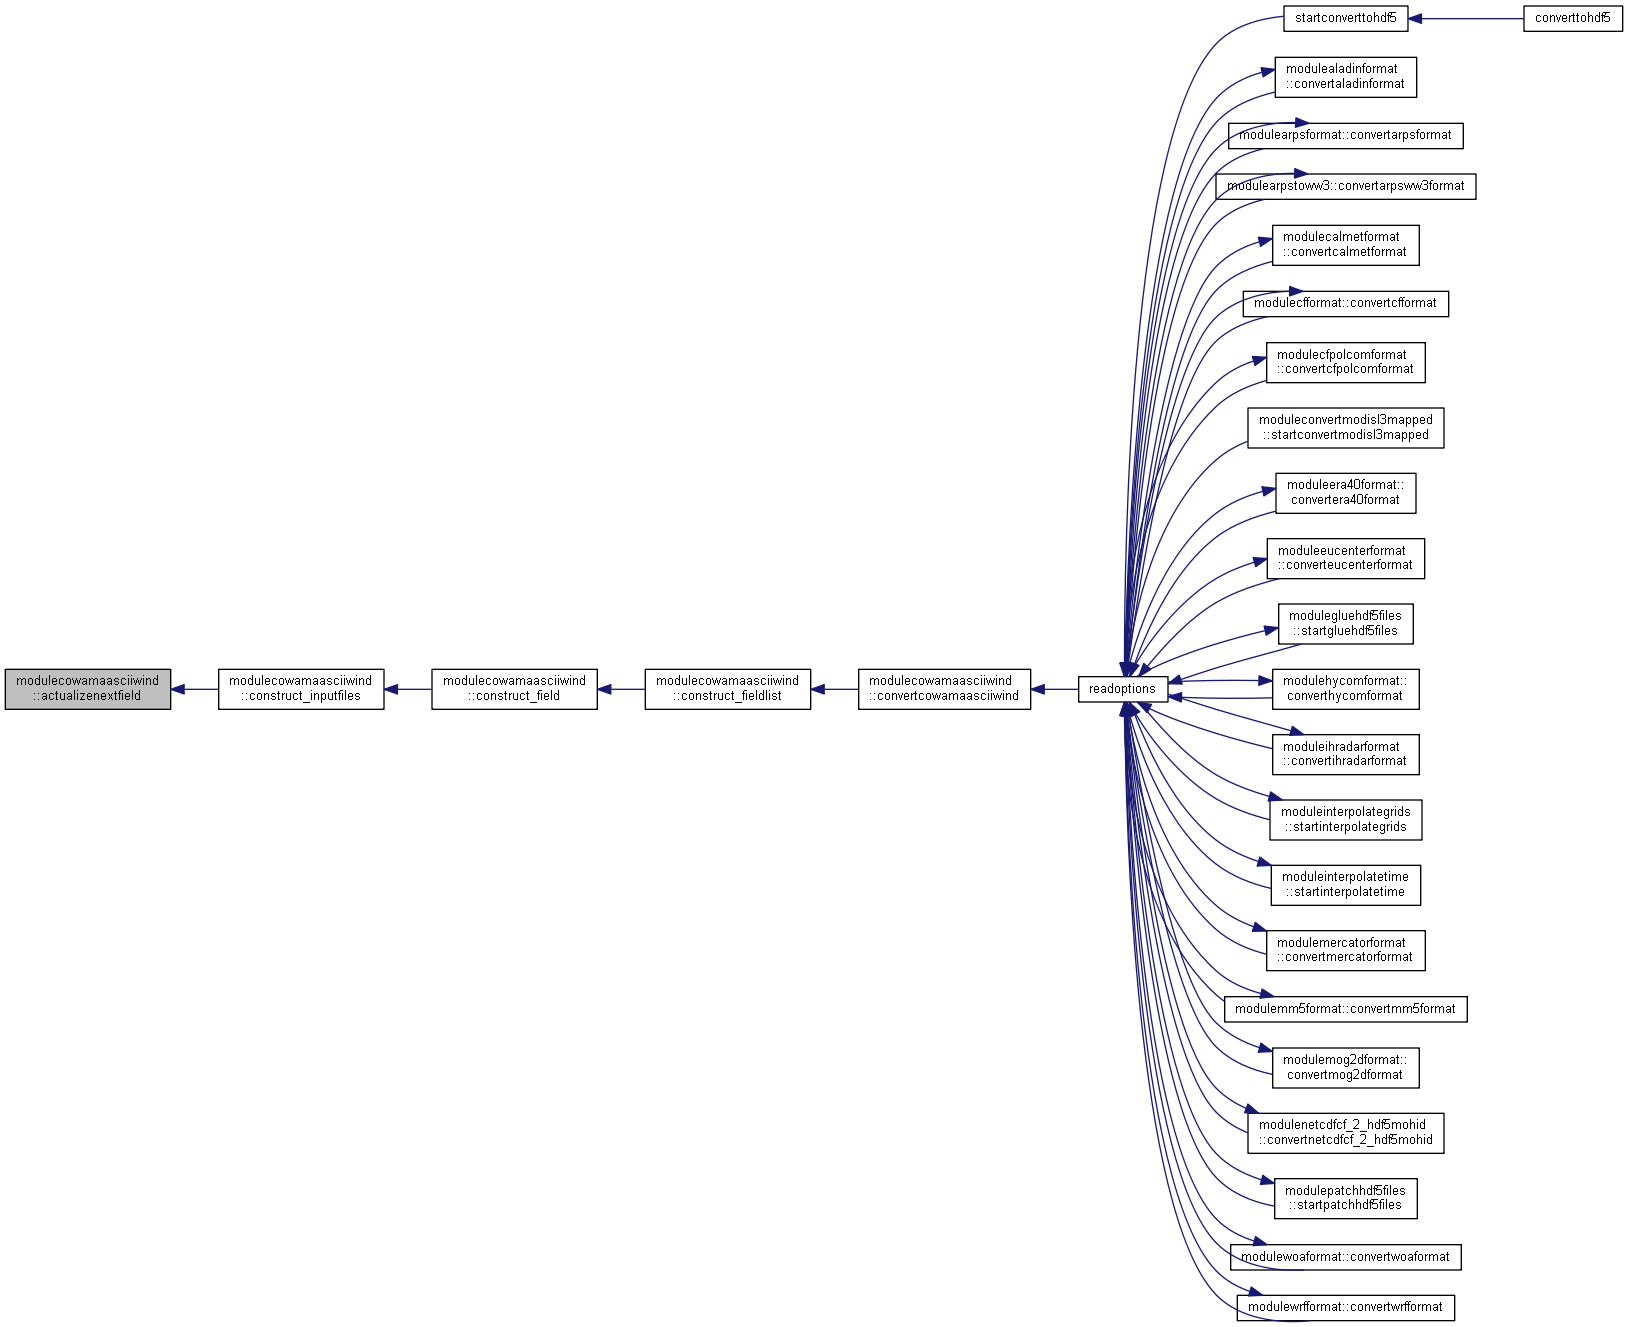 modulecowamaasciiwind
::actualizenextfield
modulecowamaasciiwind
::construct_inputfiles
modulecowamaasciiwind
::construct_field
modulecowamaasciiwind
::construct_fieldlist
modulecowamaasciiwind
::convertcowamaasciiwind
readoptions
startconverttohdf5
converttohdf5
modulealadinformat
::convertaladinformat
modulearpsformat::convertarpsformat
modulearpstoww3::convertarpsww3format
modulecalmetformat
::convertcalmetformat
modulecfformat::convertcfformat
modulecfpolcomformat
::convertcfpolcomformat
moduleconvertmodisl3mapped
::startconvertmodisl3mapped
moduleera40format::
convertera40format
moduleeucenterformat
::converteucenterformat
modulegluehdf5files
::startgluehdf5files
modulehycomformat::
converthycomformat
moduleihradarformat
::convertihradarformat
moduleinterpolategrids
::startinterpolategrids
moduleinterpolatetime
::startinterpolatetime
modulemercatorformat
::convertmercatorformat
modulemm5format::convertmm5format
modulemog2dformat::
convertmog2dformat
modulenetcdfcf_2_hdf5mohid
::convertnetcdfcf_2_hdf5mohid
modulepatchhdf5files
::startpatchhdf5files
modulewoaformat::convertwoaformat
modulewrfformat::convertwrfformat